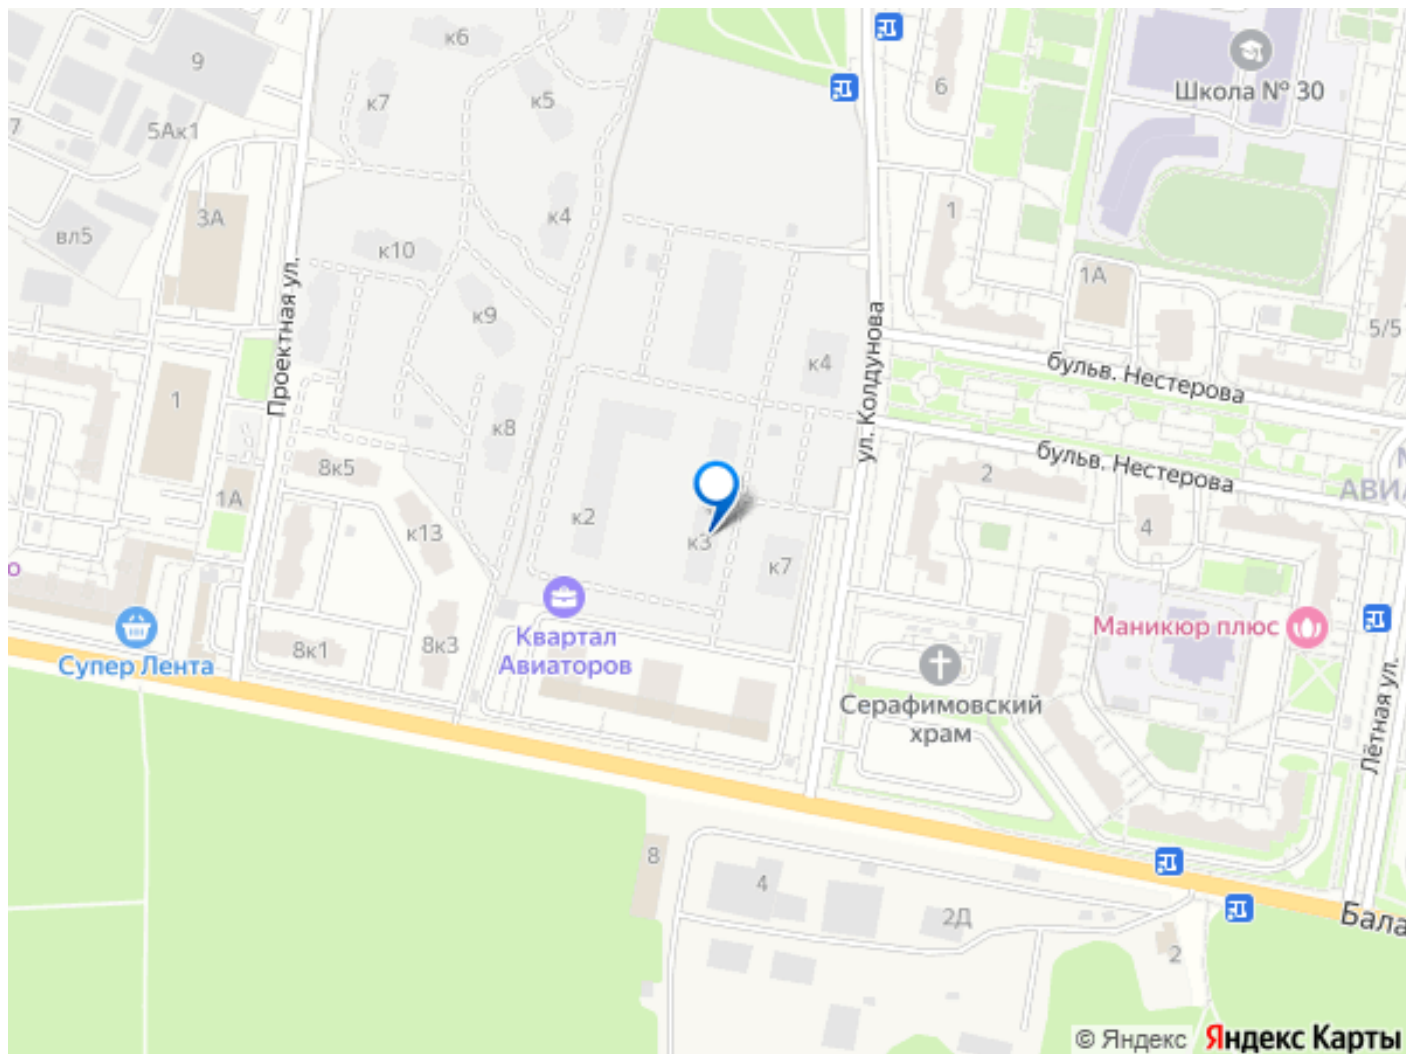 к6
9
к7
к5
5Ак1
7
6
Школа № 30
3А
вл5
к4
к10
1
1А
к9
Проектная ул.
5/5
к4
ул. Колдунова
бульв. Нестерова
1
к8
8к5
бульв. Нестерова
2
1А
к2
к13
к3
4
к7
Квартал
Авиаторов
Маникюр плюс
Супер Лента
8к1
8к3
Серафимовский
храм
Лётная ул.
8
4
2Д
2
© Яндекс Яндекс Карты